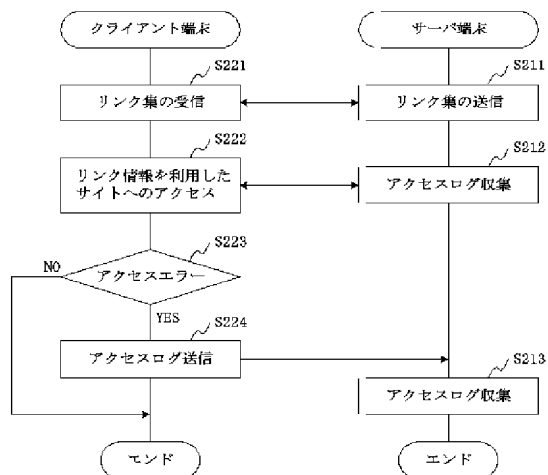 クライアント端末
サーバ端末
S221
S211
リンク集の受信
リンク集の送信
S222
S212
リンク情報を利用した
サイトへのアクセス
アクセスログ収集
S223
NO
アクセスエラー
YES
S224
アクセスログ送信
S213
アクセスログ収集
エンド
エンド